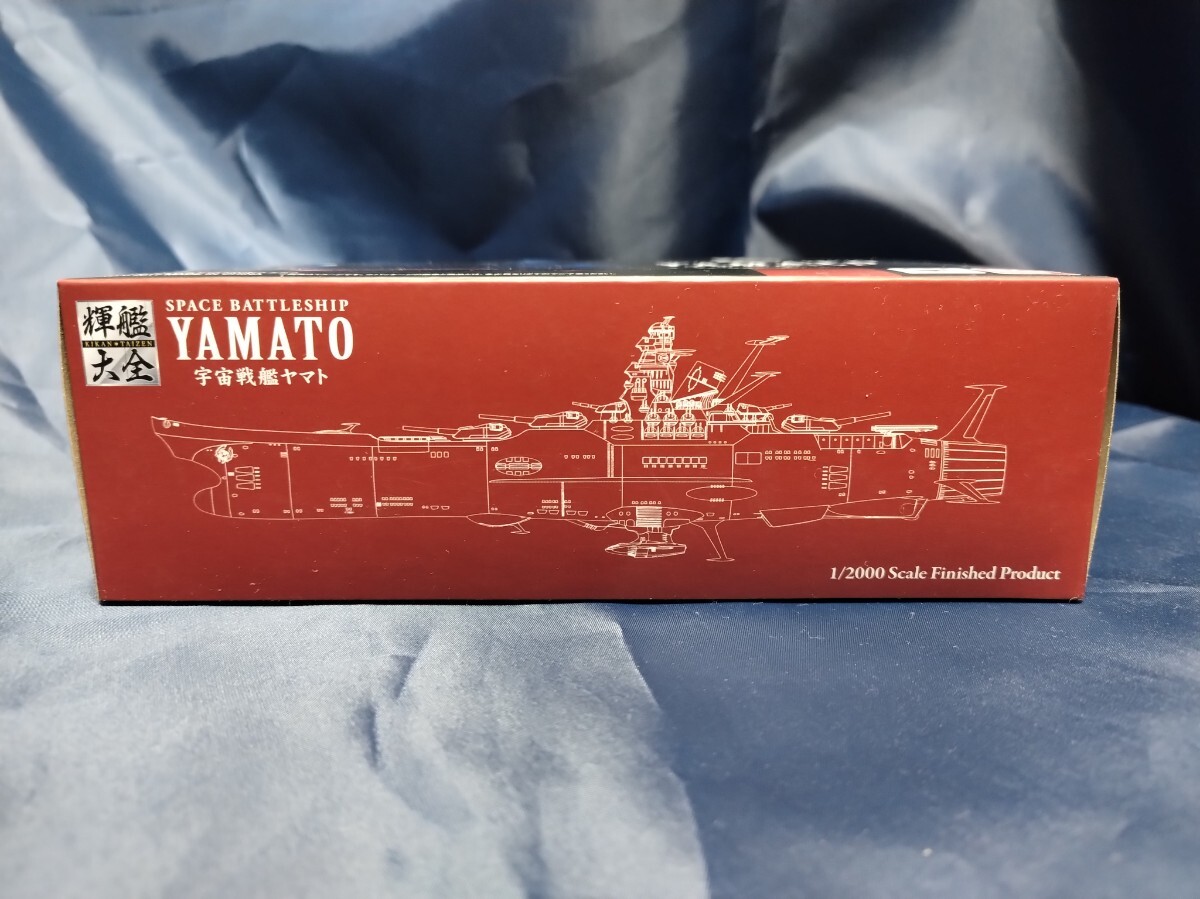 輝艦
KIKAN★TAIZEN
大全
SPACE BATTLESHIP
YAMATO
宇宙戦艦ヤマト
1/2000 Scale Finished Product